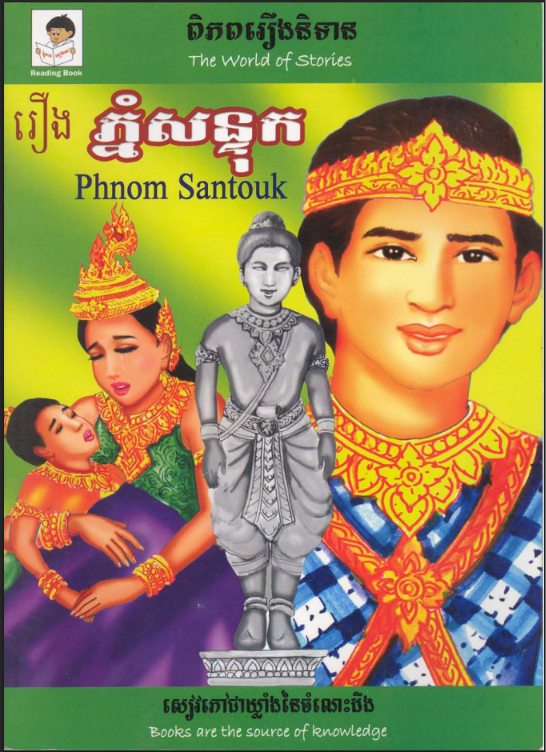 Reading Book
ពិភពរឿងនិទាន
The World of Stories
រឿង ភ្នំសន្ទុក
Phnom Santouk
សៀវភៅជាឃ្លាំងនៃចំណេះដឹង
Books are the source of knowledge